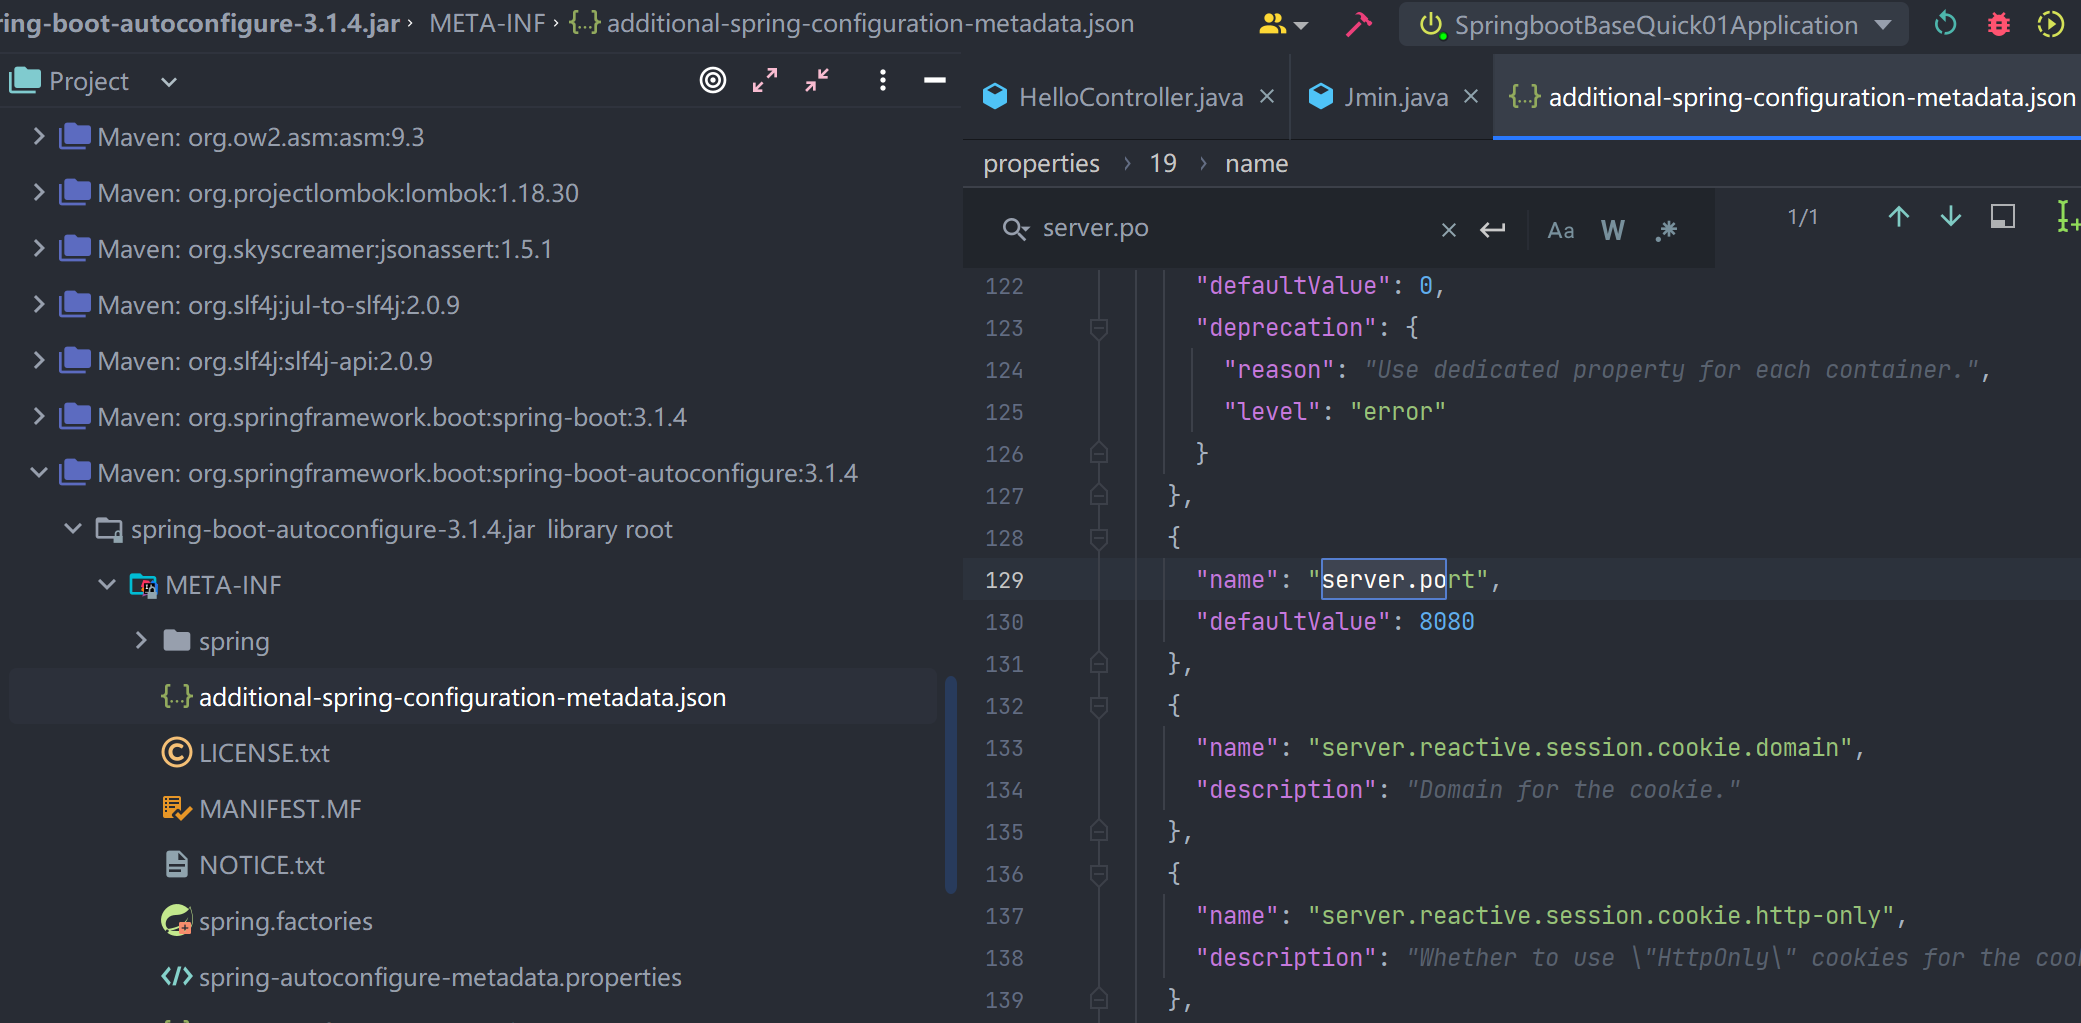 ring-boot-autoconfigure-3.1.4.jar › META-INF › {...} additional-spring-configuration-metadata.json
SpringbootBaseQuick01Application
Project
Maven: org.ow2.asm:asm:9.3
Maven: org.projectlombok:lombok:1.18.30
Maven: org.skyscreamer:jsonassert:1.5.1
Maven: org.slf4j:jul-to-slf4j:2.0.9
Maven: org.slf4j:slf4j-api:2.0.9
Maven: org.springframework.boot:spring-boot:3.1.4
Maven: org.springframework.boot:spring-boot-autoconfigure:3.1.4
spring-boot-autoconfigure-3.1.4.jar library root
META-INF
spring
{...} additional-spring-configuration-metadata.json
LICENSE.txt
MANIFEST.MF
NOTICE.txt
spring.factories
</> spring-autoconfigure-metadata.properties
HelloController.java × Jmin.java × {...} additional-spring-configuration-metadata.json
properties › 19 › name
server.po × Aa W .* 1/1
122 "defaultValue": 0,
123 "deprecation": {
124 "reason": "Use dedicated property for each container.",
125 "level": "error"
126 }
127 },
128 {
129 "name": "server.port",
130 "defaultValue": 8080
131 },
132 {
133 "name": "server.reactive.session.cookie.domain",
134 "description": "Domain for the cookie."
135 },
136 {
137 "name": "server.reactive.session.cookie.http-only",
138 "description": "Whether to use \"HttpOnly\" cookies for the coo
139 },